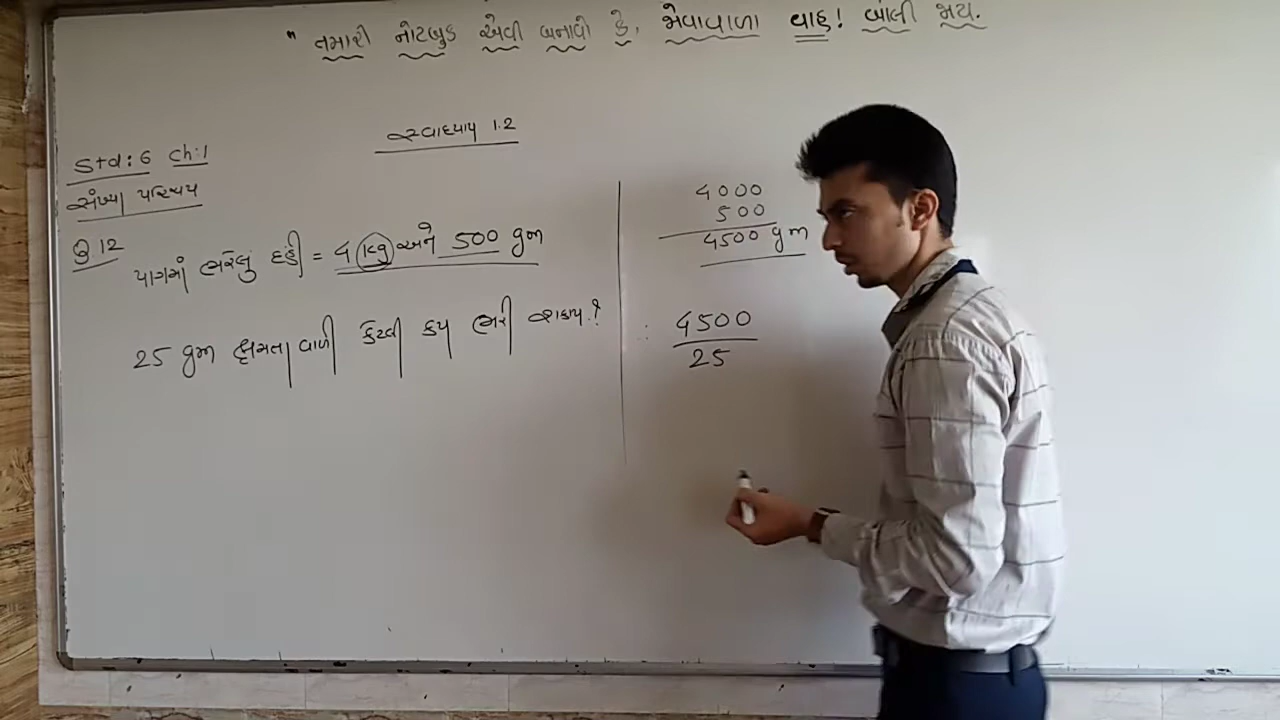 " તમારી નોટબુક એવી બનાવો કે, જોવાવાળા વાહ! બોલી જાય.
સ્વાધ્યાય 1.2
Std: 6 Ch:1
સંખ્યા પરિચય
Q 12
પાત્રમાં ભરેલું દહીં = 4 kg અને 500 gm
25 gm ક્ષમતા વાળી કેટલી કપ ભરી શકાય?
4000
500
4500 gm
4500
25